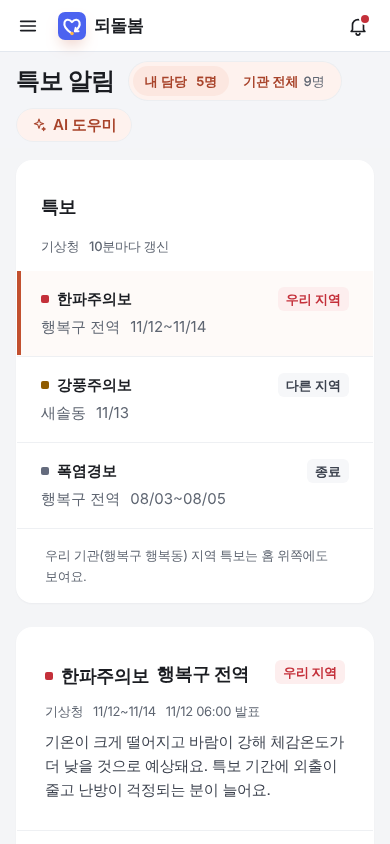 되돌봄
특보 알림
내 담당 5명
기관 전체 9명
AI 도우미
특보
기상청 10분마다 갱신
한파주의보
우리 지역
행복구 전역 11/12~11/14
강풍주의보
다른 지역
새솔동 11/13
폭염경보
종료
행복구 전역 08/03~08/05
우리 기관(행복구 행복동) 지역 특보는 홈 위쪽에도
보여요.
한파주의보 행복구 전역
우리 지역
기상청 11/12~11/14 11/12 06:00 발표
기온이 크게 떨어지고 바람이 강해 체감온도가
더 낮을 것으로 예상돼요. 특보 기간에 외출이
줄고 난방이 걱정되는 분이 늘어요.